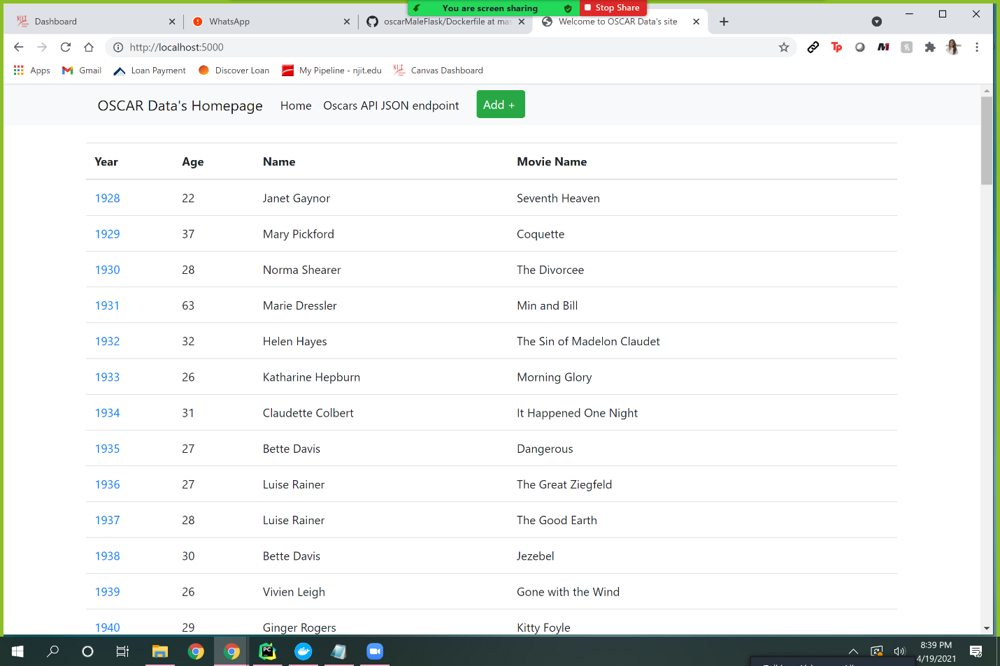 You are screen sharing Stop Share
Dashboard WhatsApp oscarMaleFlask/Dockerfile at mas Welcome to OSCAR Data's site
http://localhost:5000
Apps Gmail Loan Payment Discover Loan My Pipeline - njit.edu Canvas Dashboard
OSCAR Data's Homepage Home Oscars API JSON endpoint Add +
Year Age Name Movie Name
1928 22 Janet Gaynor Seventh Heaven
1929 37 Mary Pickford Coquette
1930 28 Norma Shearer The Divorcee
1931 63 Marie Dressler Min and Bill
1932 32 Helen Hayes The Sin of Madelon Claudet
1933 26 Katharine Hepburn Morning Glory
1934 31 Claudette Colbert It Happened One Night
1935 27 Bette Davis Dangerous
1936 27 Luise Rainer The Great Ziegfeld
1937 28 Luise Rainer The Good Earth
1938 30 Bette Davis Jezebel
1939 26 Vivien Leigh Gone with the Wind
1940 29 Ginger Rogers Kitty Foyle
8:39 PM
4/19/2021